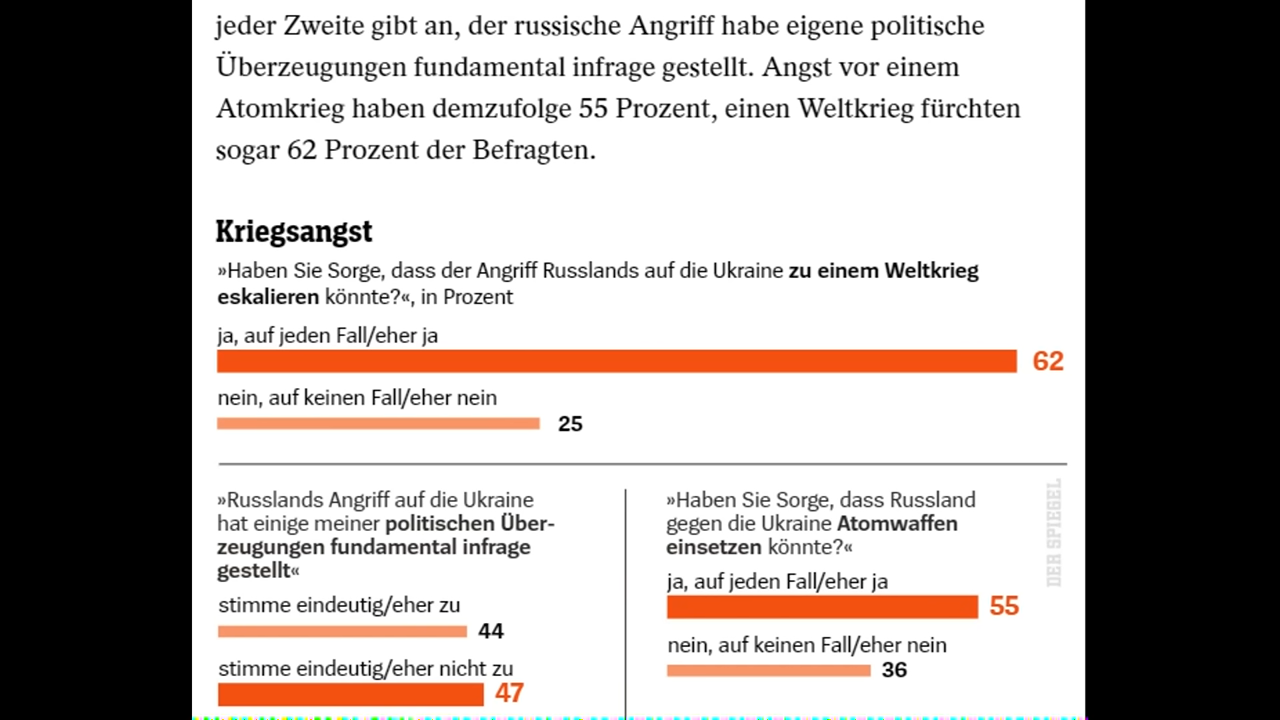 jeder Zweite gibt an, der russische Angriff habe eigene politische
Überzeugungen fundamental infrage gestellt. Angst vor einem
Atomkrieg haben demzufolge 55 Prozent, einen Weltkrieg fürchten
sogar 62 Prozent der Befragten.
Kriegsangst
»Haben Sie Sorge, dass der Angriff Russlands auf die Ukraine zu einem Weltkrieg
eskalieren könnte?«, in Prozent
ja, auf jeden Fall/eher ja
62
nein, auf keinen Fall/eher nein
25
»Russlands Angriff auf die Ukraine
hat einige meiner politischen Über-
zeugungen fundamental infrage
gestellt«
stimme eindeutig/eher zu
44
stimme eindeutig/eher nicht zu
47
»Haben Sie Sorge, dass Russland
gegen die Ukraine Atomwaffen
einsetzen könnte?«
ja, auf jeden Fall/eher ja
55
nein, auf keinen Fall/eher nein
36
DER SPIEGEL